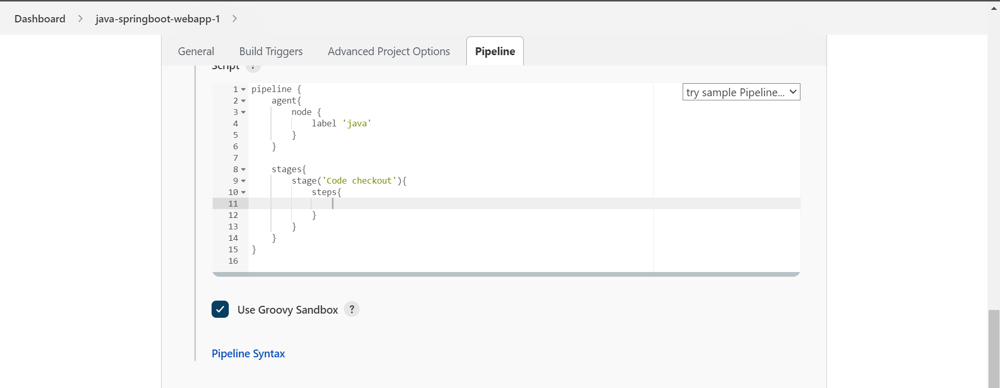 Dashboard > java-springboot-webapp-1 >
General Build Triggers Advanced Project Options Pipeline
Script ?
try sample Pipeline...
1 pipeline {
2     agent{
3         node {
4             label 'java'
5         }
6     }
7
8     stages{
9         stage('Code checkout'){
10             steps{
11
12             }
13         }
14     }
15 }
16
Use Groovy Sandbox ?
Pipeline Syntax